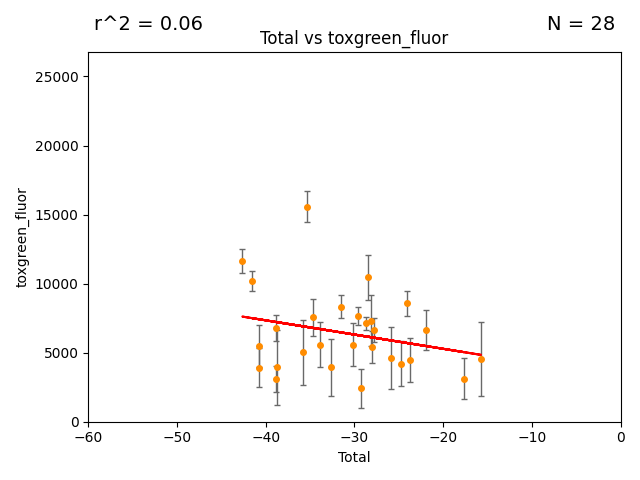 r^2 = 0.06
N = 28
Total vs toxgreen_fluor
25000
20000
15000
10000
5000
0
toxgreen_fluor
−60
−50
−40
−30
−20
−10
0
Total